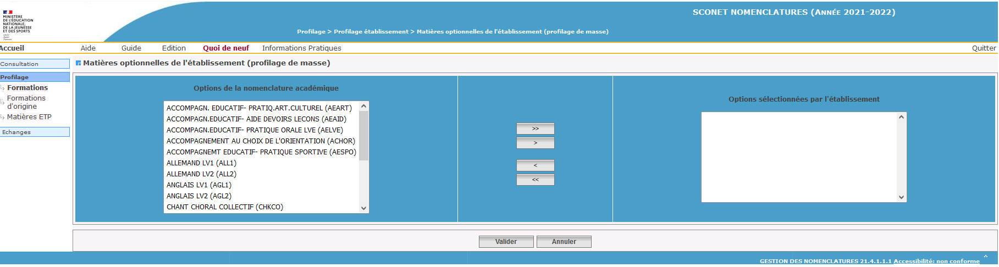 MINISTÈRE
DE L'ÉDUCATION
NATIONALE,
DE LA JEUNESSE
ET DES SPORTS
Liberté
Égalité
Fraternité
SCONET NOMENCLATURES (ANNÉE 2021-2022)
Profilage > Profilage établissement > Matières optionnelles de l'établissement (profilage de masse)
Accueil Aide Guide Edition Quoi de neuf Informations Pratiques Quitter
Consultation
Profilage
Formations
Formations
d'origine
Matières ETP
Echanges
Matières optionnelles de l'établissement (profilage de masse)
Options de la nomenclature académique
ACCOMPAGN. EDUCATIF- PRATIQ.ART.CULTUREL (AEART)
ACCOMPAGN.EDUCATIF- AIDE DEVOIRS LECONS (AEAID)
ACCOMPAGN.EDUCATIF- PRATIQUE ORALE LVE (AELVE)
ACCOMPAGNEMENT AU CHOIX DE L'ORIENTATION (ACHOR)
ACCOMPAGNEMT EDUCATIF- PRATIQUE SPORTIVE (AESPO)
ALLEMAND LV1 (ALL1)
ALLEMAND LV2 (ALL2)
ANGLAIS LV1 (AGL1)
ANGLAIS LV2 (AGL2)
CHANT CHORAL COLLECTIF (CHKCO)
>>
>
<
<<
Options sélectionnées par l'établissement
Valider Annuler
GESTION DES NOMENCLATURES 21.4.1.1.1 Accessibilité: non conforme